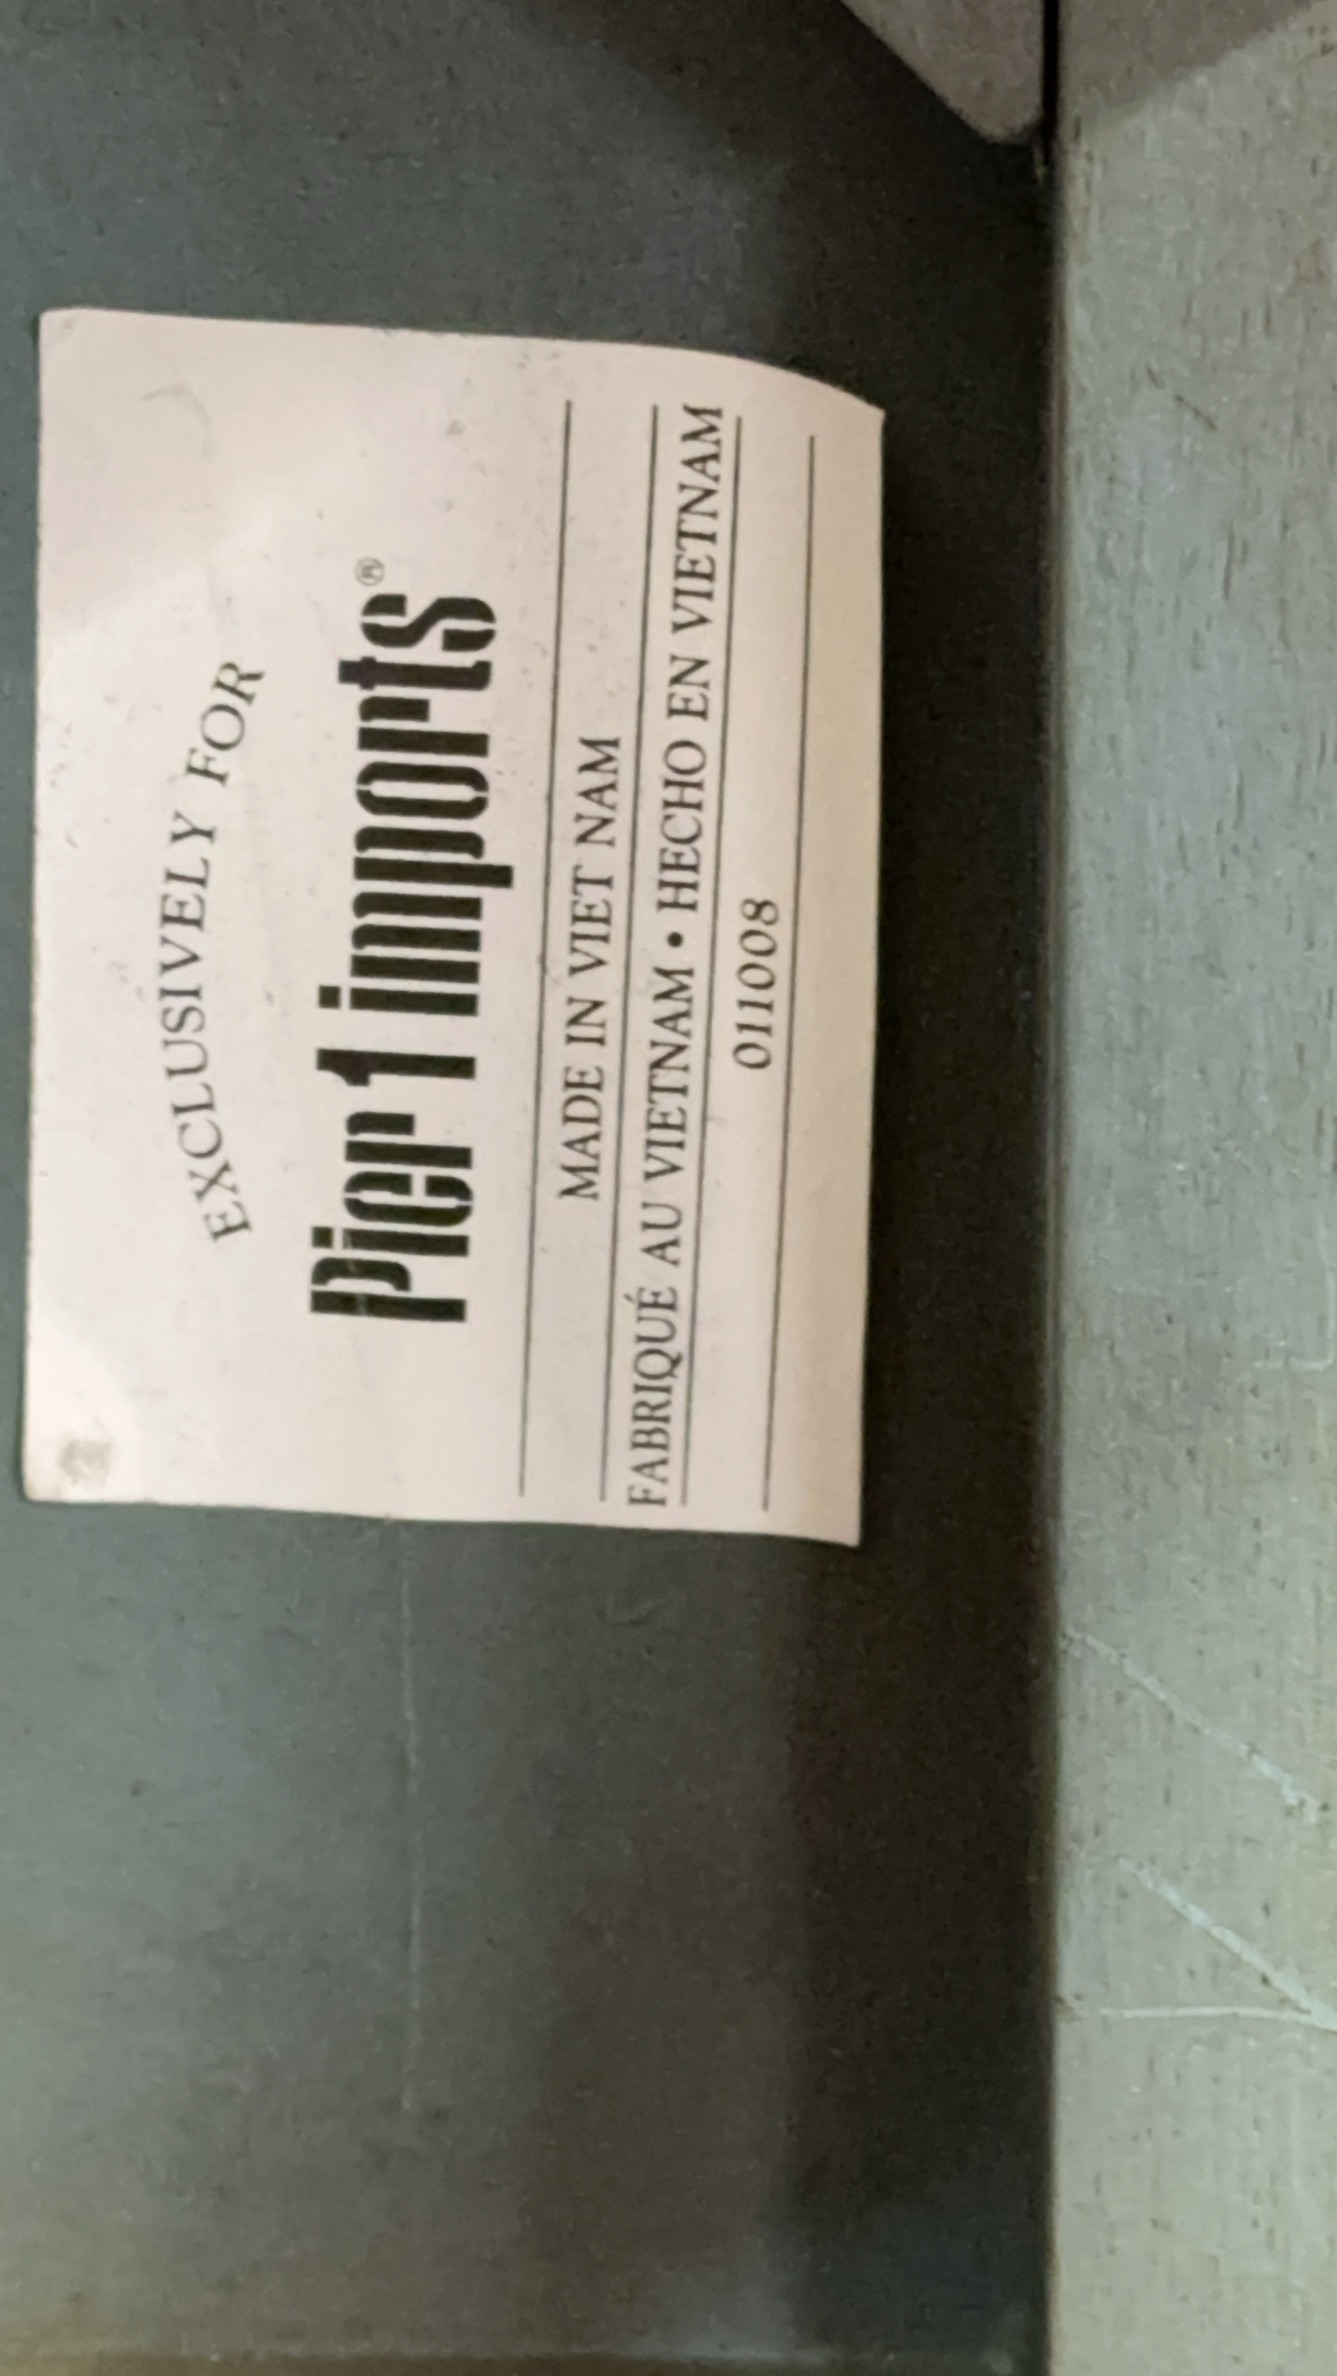 EXCLUSIVELY FOR
Pier 1 imports®
MADE IN VIET NAM
FABRIQUÉ AU VIETNAM • HECHO EN VIETNAM
011008